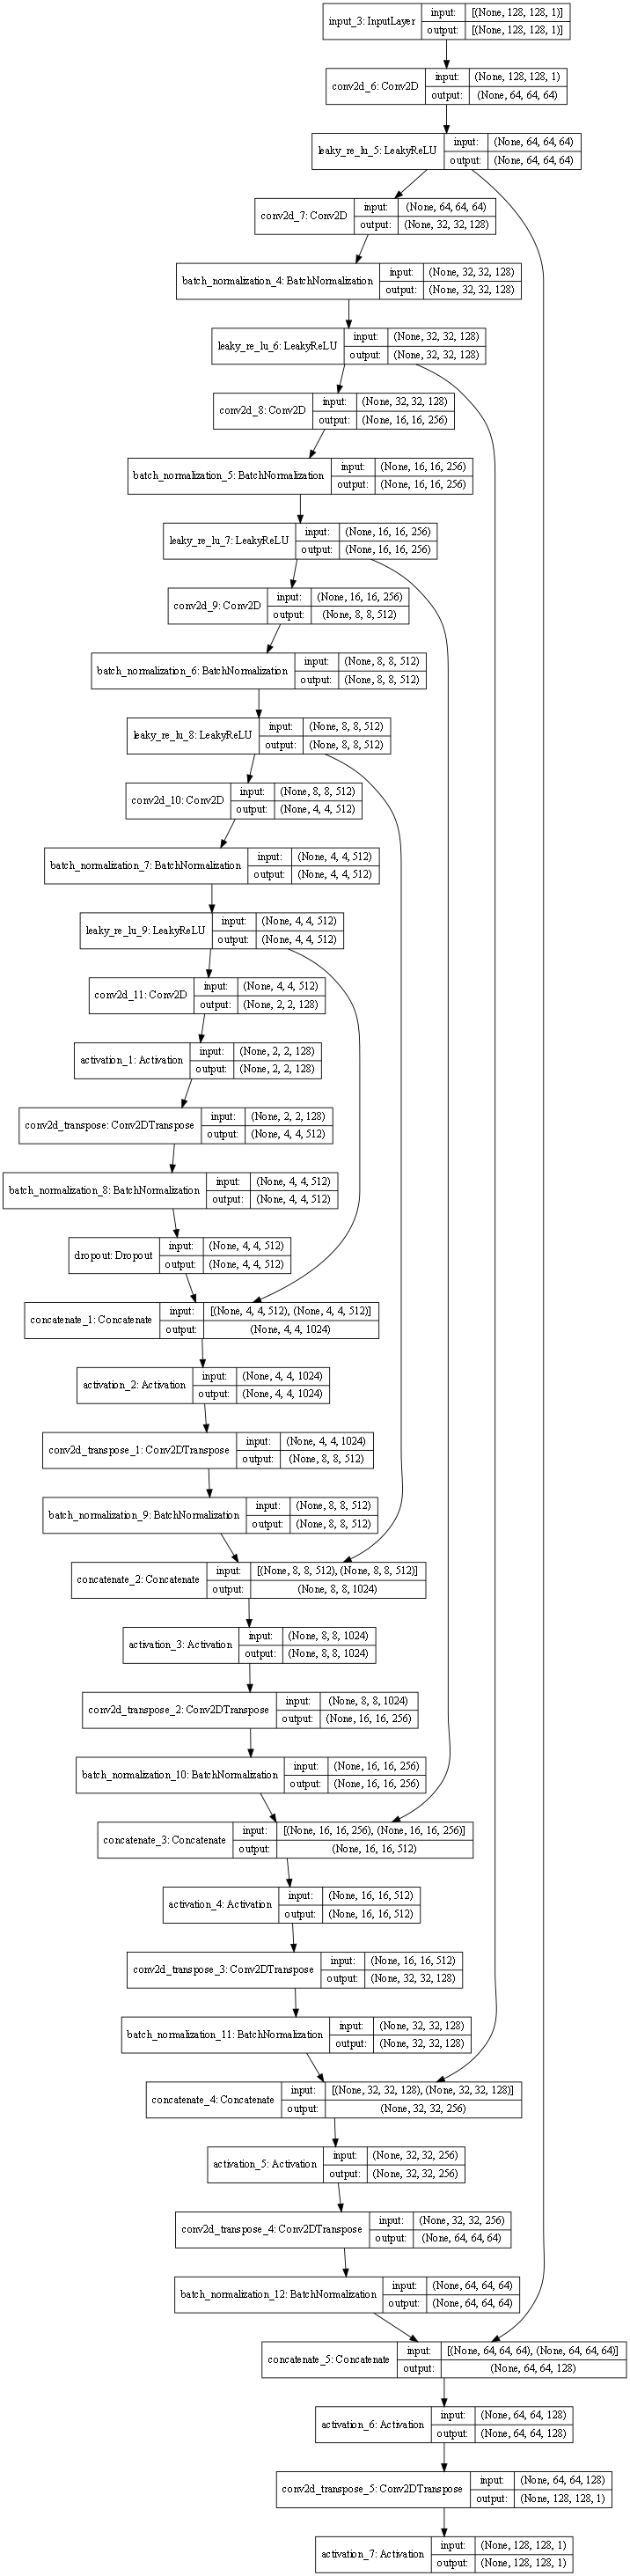 input_3: InputLayer
input: [(None, 128, 128, 1)]
output: [(None, 128, 128, 1)]
conv2d_6: Conv2D
input: (None, 128, 128, 1)
output: (None, 64, 64, 64)
leaky_re_lu_5: LeakyReLU
input: (None, 64, 64, 64)
output: (None, 64, 64, 64)
conv2d_7: Conv2D
input: (None, 64, 64, 64)
output: (None, 32, 32, 128)
batch_normalization_4: BatchNormalization
input: (None, 32, 32, 128)
output: (None, 32, 32, 128)
leaky_re_lu_6: LeakyReLU
input: (None, 32, 32, 128)
output: (None, 32, 32, 128)
conv2d_8: Conv2D
input: (None, 32, 32, 128)
output: (None, 16, 16, 256)
batch_normalization_5: BatchNormalization
input: (None, 16, 16, 256)
output: (None, 16, 16, 256)
leaky_re_lu_7: LeakyReLU
input: (None, 16, 16, 256)
output: (None, 16, 16, 256)
conv2d_9: Conv2D
input: (None, 16, 16, 256)
output: (None, 8, 8, 512)
batch_normalization_6: BatchNormalization
input: (None, 8, 8, 512)
output: (None, 8, 8, 512)
leaky_re_lu_8: LeakyReLU
input: (None, 8, 8, 512)
output: (None, 8, 8, 512)
conv2d_10: Conv2D
input: (None, 8, 8, 512)
output: (None, 4, 4, 512)
batch_normalization_7: BatchNormalization
input: (None, 4, 4, 512)
output: (None, 4, 4, 512)
leaky_re_lu_9: LeakyReLU
input: (None, 4, 4, 512)
output: (None, 4, 4, 512)
conv2d_11: Conv2D
input: (None, 4, 4, 512)
output: (None, 2, 2, 128)
activation_1: Activation
input: (None, 2, 2, 128)
output: (None, 2, 2, 128)
conv2d_transpose: Conv2DTranspose
input: (None, 2, 2, 128)
output: (None, 4, 4, 512)
batch_normalization_8: BatchNormalization
input: (None, 4, 4, 512)
output: (None, 4, 4, 512)
dropout: Dropout
input: (None, 4, 4, 512)
output: (None, 4, 4, 512)
concatenate_1: Concatenate
input: [(None, 4, 4, 512), (None, 4, 4, 512)]
output: (None, 4, 4, 1024)
activation_2: Activation
input: (None, 4, 4, 1024)
output: (None, 4, 4, 1024)
conv2d_transpose_1: Conv2DTranspose
input: (None, 4, 4, 1024)
output: (None, 8, 8, 512)
batch_normalization_9: BatchNormalization
input: (None, 8, 8, 512)
output: (None, 8, 8, 512)
concatenate_2: Concatenate
input: [(None, 8, 8, 512), (None, 8, 8, 512)]
output: (None, 8, 8, 1024)
activation_3: Activation
input: (None, 8, 8, 1024)
output: (None, 8, 8, 1024)
conv2d_transpose_2: Conv2DTranspose
input: (None, 8, 8, 1024)
output: (None, 16, 16, 256)
batch_normalization_10: BatchNormalization
input: (None, 16, 16, 256)
output: (None, 16, 16, 256)
concatenate_3: Concatenate
input: [(None, 16, 16, 256), (None, 16, 16, 256)]
output: (None, 16, 16, 512)
activation_4: Activation
input: (None, 16, 16, 512)
output: (None, 16, 16, 512)
conv2d_transpose_3: Conv2DTranspose
input: (None, 16, 16, 512)
output: (None, 32, 32, 128)
batch_normalization_11: BatchNormalization
input: (None, 32, 32, 128)
output: (None, 32, 32, 128)
concatenate_4: Concatenate
input: [(None, 32, 32, 128), (None, 32, 32, 128)]
output: (None, 32, 32, 256)
activation_5: Activation
input: (None, 32, 32, 256)
output: (None, 32, 32, 256)
conv2d_transpose_4: Conv2DTranspose
input: (None, 32, 32, 256)
output: (None, 64, 64, 64)
batch_normalization_12: BatchNormalization
input: (None, 64, 64, 64)
output: (None, 64, 64, 64)
concatenate_5: Concatenate
input: [(None, 64, 64, 64), (None, 64, 64, 64)]
output: (None, 64, 64, 128)
activation_6: Activation
input: (None, 64, 64, 128)
output: (None, 64, 64, 128)
conv2d_transpose_5: Conv2DTranspose
input: (None, 64, 64, 128)
output: (None, 128, 128, 1)
activation_7: Activation
input: (None, 128, 128, 1)
output: (None, 128, 128, 1)